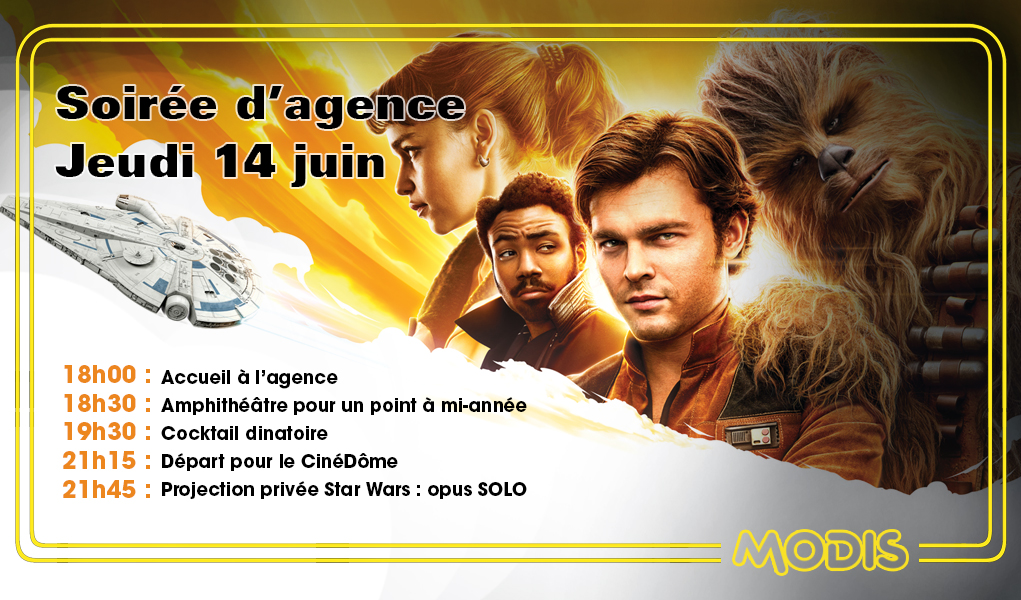 Soirée d'agence
Jeudi 14 juin
18h00 : Accueil à l'agence
18h30 : Amphithéâtre pour un point à mi-année
19h30 : Cocktail dinatoire
21h15 : Départ pour le CinéDôme
21h45 : Projection privée Star Wars : opus SOLO
MODIS